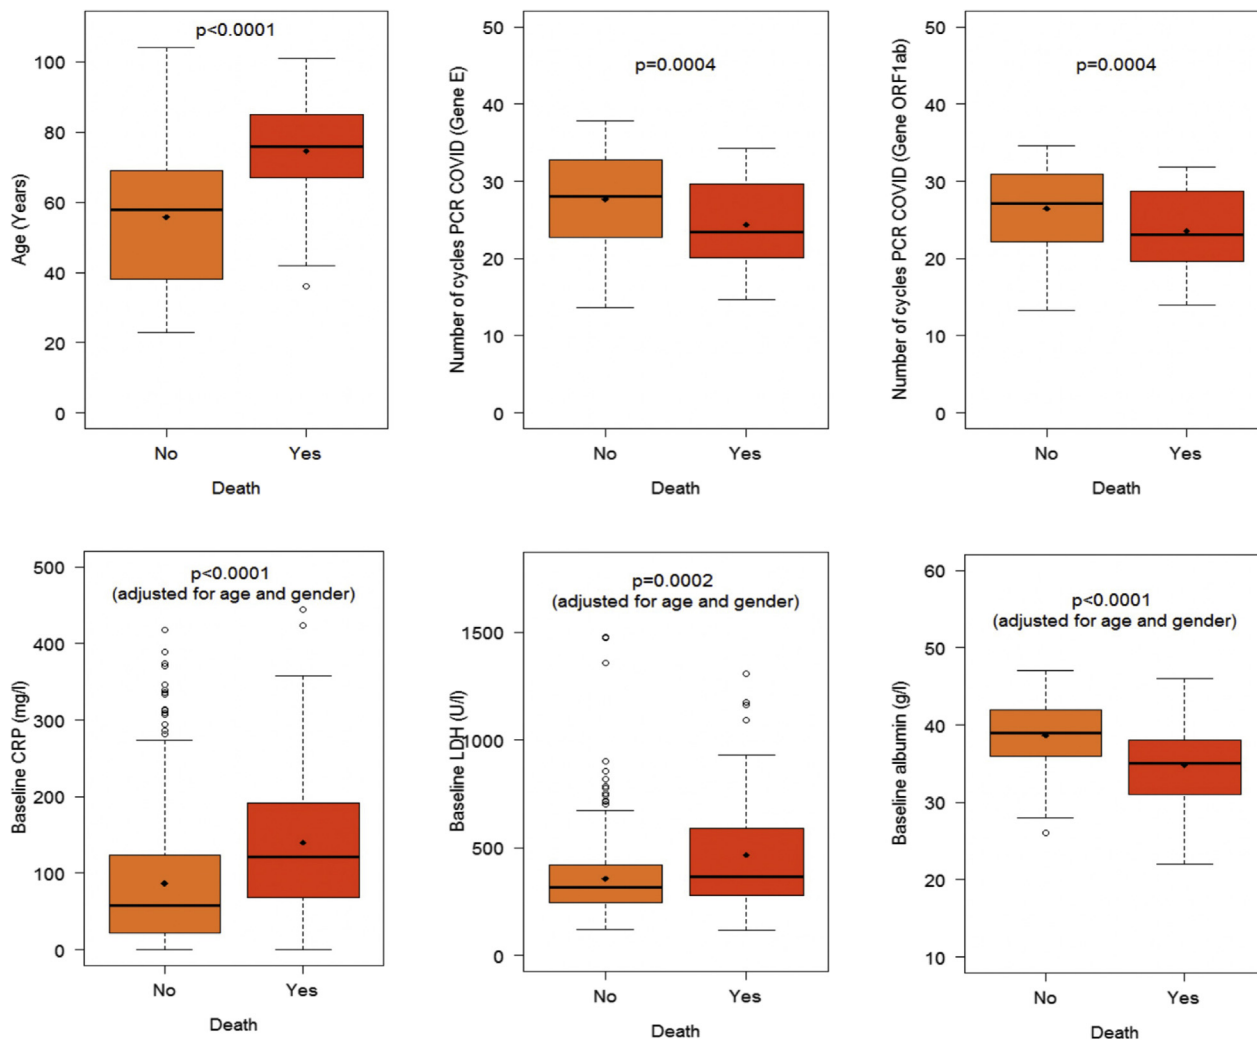 p<0.0001
Age (Years)
100
80
60
40
20
0
No
Yes
Death
p=0.0004
Number of cycles PCR COVID (Gene E)
50
40
30
20
10
0
No
Yes
Death
p=0.0004
Number of cycles PCR COVID (Gene ORF1ab)
50
40
30
20
10
0
No
Yes
Death
p<0.0001
(adjusted for age and gender)
Baseline CRP (mg/l)
500
400
300
200
100
0
No
Yes
Death
p=0.0002
(adjusted for age and gender)
Baseline LDH (U/l)
1500
1000
500
0
No
Yes
Death
p<0.0001
(adjusted for age and gender)
Baseline albumin (g/l)
60
50
40
30
20
10
No
Yes
Death